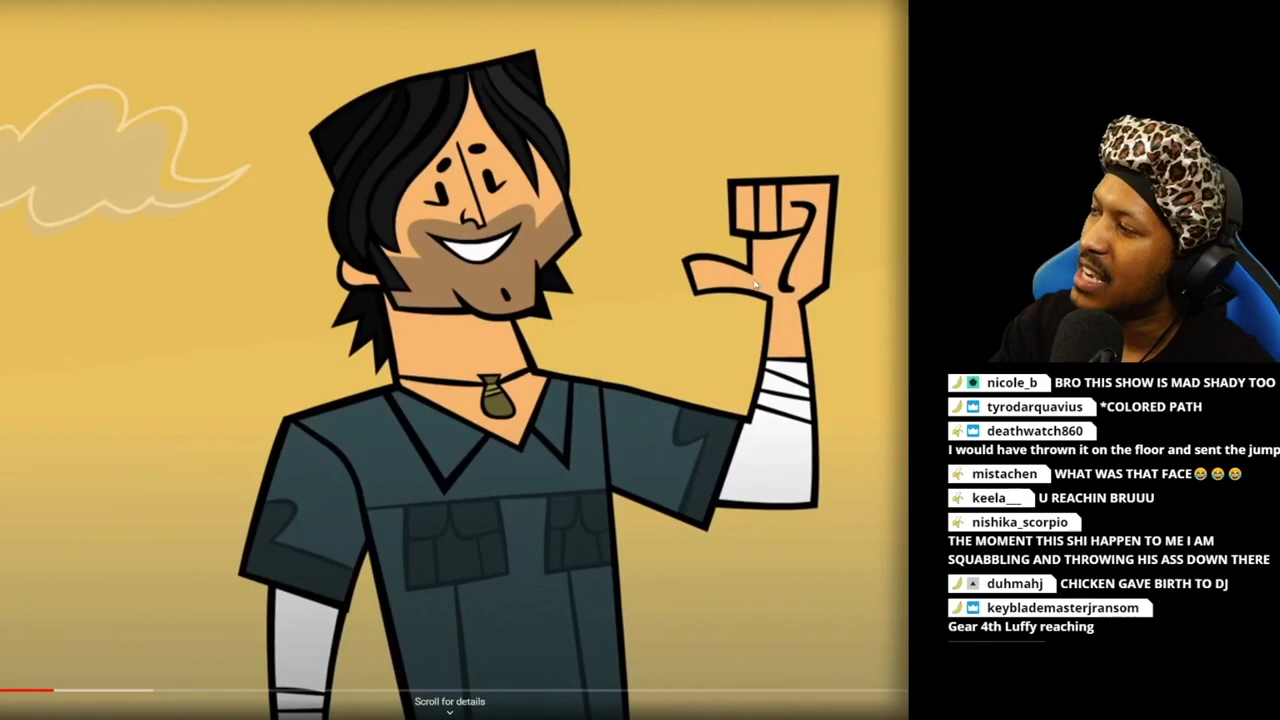 nicole_b BRO THIS SHOW IS MAD SHADY TOO
tyrodarquavius *COLORED PATH
deathwatch860
I would have thrown it on the floor and sent the jump
mistachen WHAT WAS THAT FACE😂😂😂
keela___ U REACHIN BRUUU
nishika_scorpio
THE MOMENT THIS SHI HAPPEN TO ME I AM
SQUABBLING AND THROWING HIS ASS DOWN THERE
duhmahj CHICKEN GAVE BIRTH TO DJ
keyblademasterjransom
Gear 4th Luffy reaching
Scroll for details